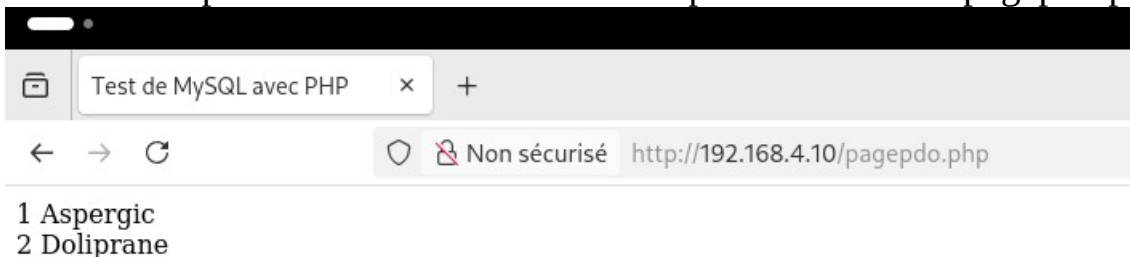 Test de MySQL avec PHP
Non sécurisé http://192.168.4.10/pagepdo.php
1 Aspergic
2 Doliprane